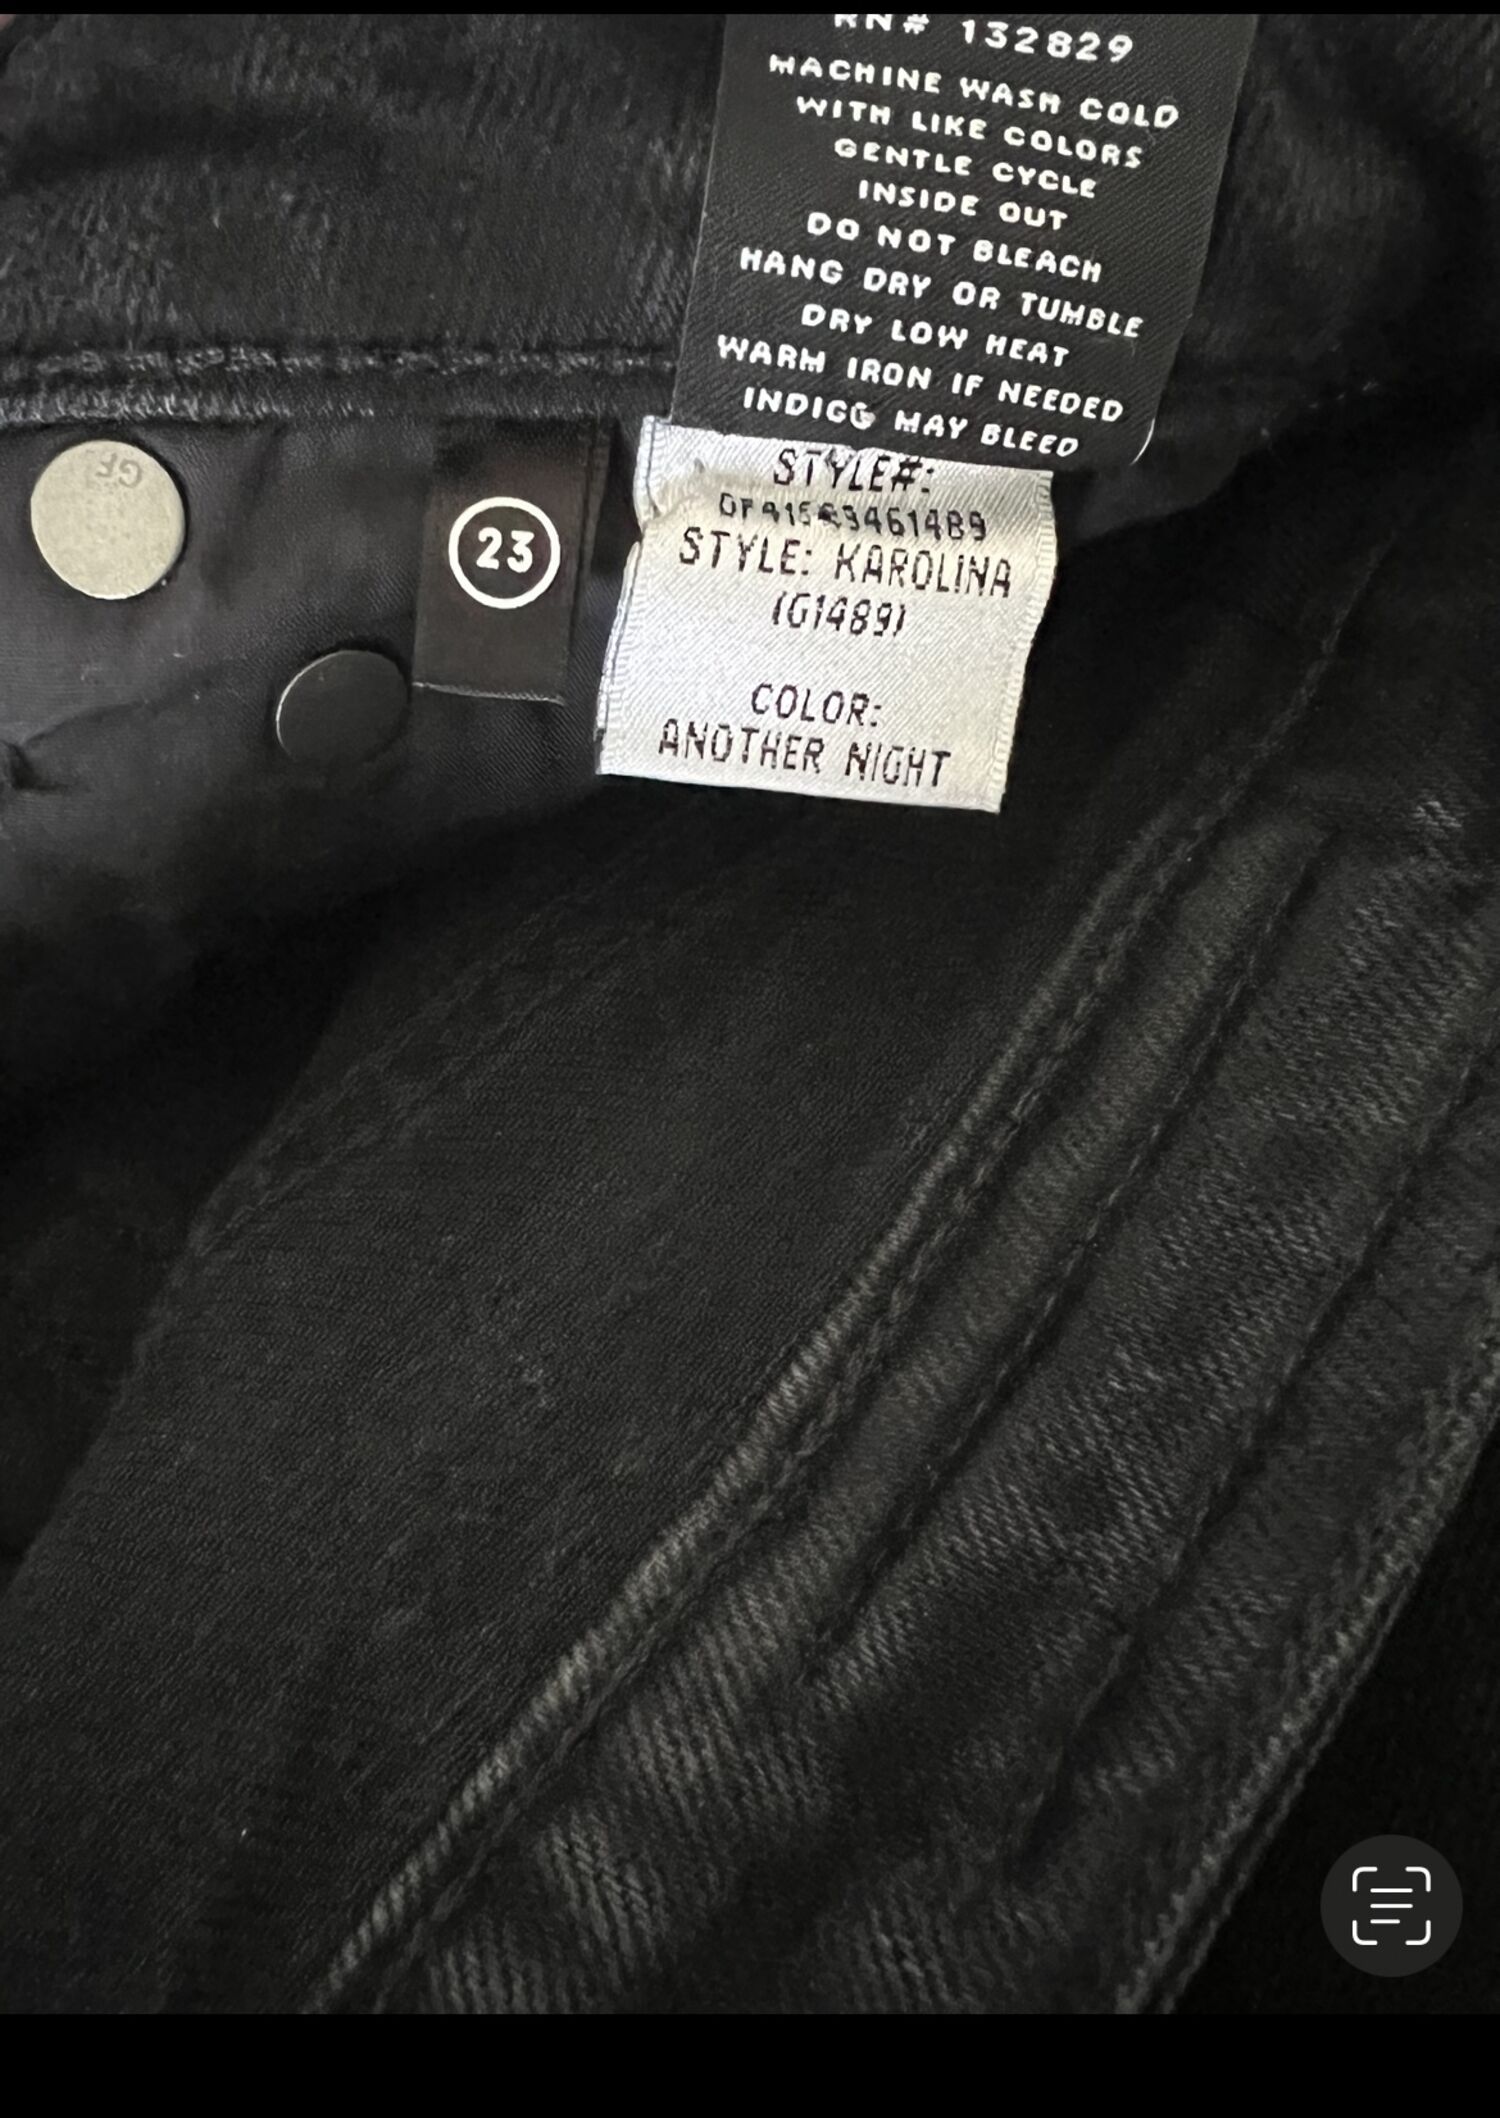 RN# 132829
MACHINE WASH COLD
WITH LIKE COLORS
GENTLE CYCLE
INSIDE OUT
DO NOT BLEACH
HANG DRY OR TUMBLE
DRY LOW HEAT
WARM IRON IF NEEDED
INDIGO MAY BLEED
STYLE#:
STYLE: KAROLINA
(G1489)
COLOR:
ANOTHER NIGHT
23
GF